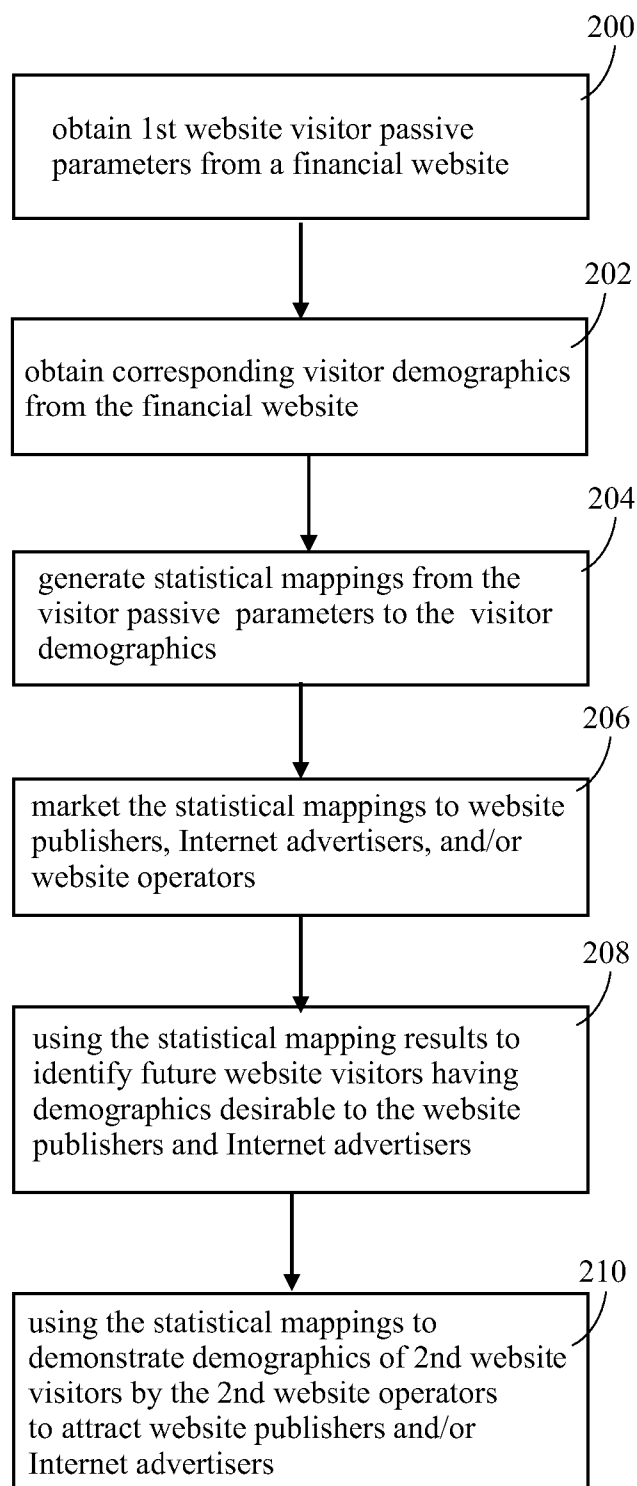 200
obtain 1st website visitor passive
parameters from a financial website
202
obtain corresponding visitor demographics
from the financial website
204
generate statistical mappings from the
visitor passive parameters to the visitor
demographics
206
market the statistical mappings to website
publishers, Internet advertisers, and/or
website operators
208
using the statistical mapping results to
identify future website visitors having
demographics desirable to the website
publishers and Internet advertisers
210
using the statistical mappings to
demonstrate demographics of 2nd website
visitors by the 2nd website operators
to attract website publishers and/or
Internet advertisers